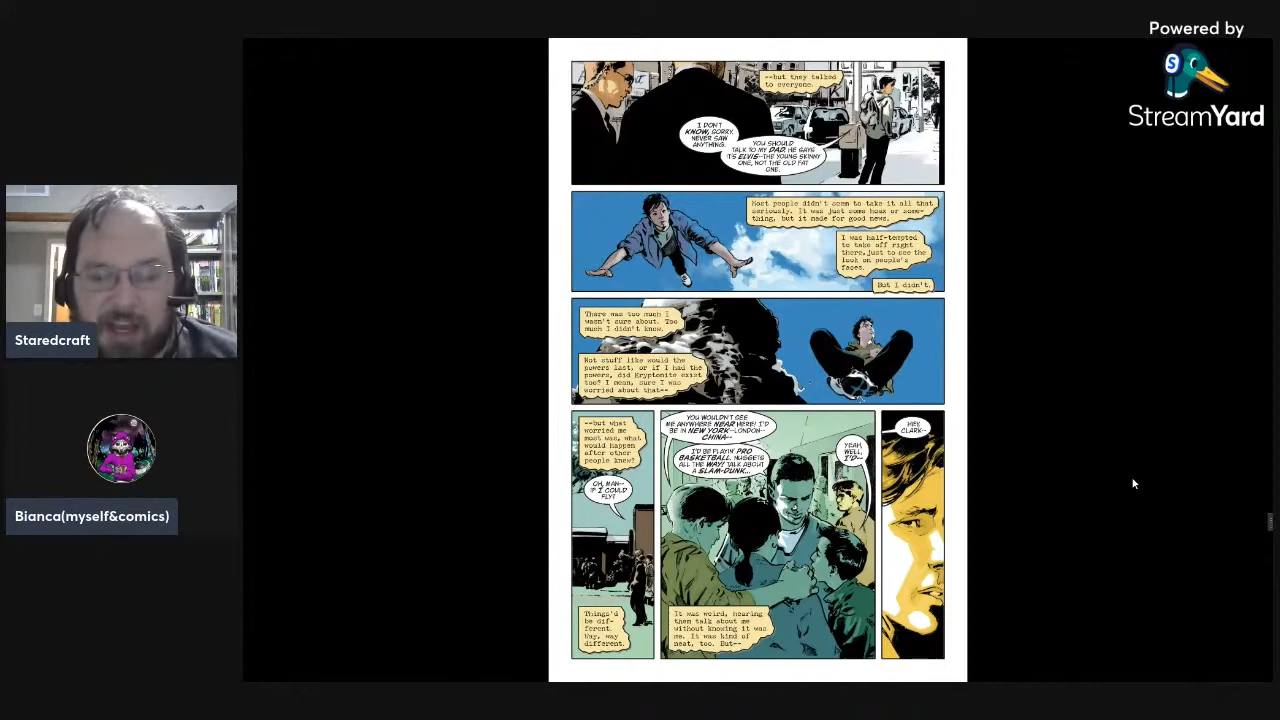 Powered by
S
StreamYard
--but they talked
to everyone.
I DON'T
KNOW, SORRY.
NEVER SAW
ANYTHING.
YOU SHOULD
TALK TO MY DAD. HE SAYS
IT'S ELVIS--THE YOUNG SKINNY
ONE, NOT THE OLD FAT
ONE.
Most people didn't seem to take it all that
seriously. It was just some hoax or some-
thing, but it made for good news.
I was half-tempted
to take off right
there, just to see the
look on people's
faces.
But I didn't.
There was too much I
wasn't sure about. Too
much I didn't know.
Not stuff like would the
powers last, or if I had the
powers, did Kryptonite exist
too? I mean, sure I was
worried about that--
--but what
worried me
most was, what
would happen
after other
people knew?
OH, MAN--
IF I COULD
FLY?
Things'd
be dif-
ferent.
Way, way
different.
YOU WOULDN'T SEE
ME ANYWHERE NEAR HERE! I'D
BE IN NEW YORK--LONDON--
CHINA--
I'D BE PLAYIN' PRO
BASKETBALL. NUGGETS
ALL THE WAY! TALK ABOUT
A SLAM-DUNK...
YEAH,
WELL,
I'D--
It was weird, hearing
them talk about me
without knowing it was
me. It was kind of
neat, too. But--
HEY,
CLARK--
Staredcraft
Bianca(myself&comics)